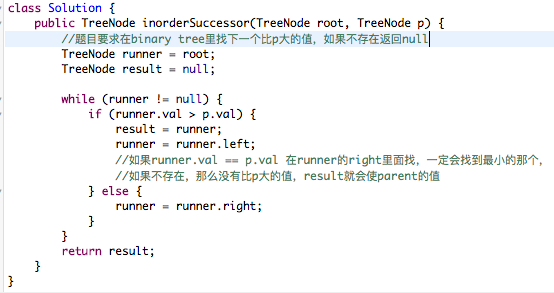 class Solution {
public TreeNode inorderSuccessor(TreeNode root, TreeNode p) {
//题目要求在binary tree里找下一个比p大的值，如果不存在返回null
TreeNode runner = root;
TreeNode result = null;
while (runner != null) {
if (runner.val > p.val) {
result = runner;
runner = runner.left;
//如果runner.val == p.val 在runner的right里面找，一定会找到最小的那个，
//如果不存在，那么没有比p大的值，result就会使parent的值
} else {
runner = runner.right;
}
}
return result;
}
}